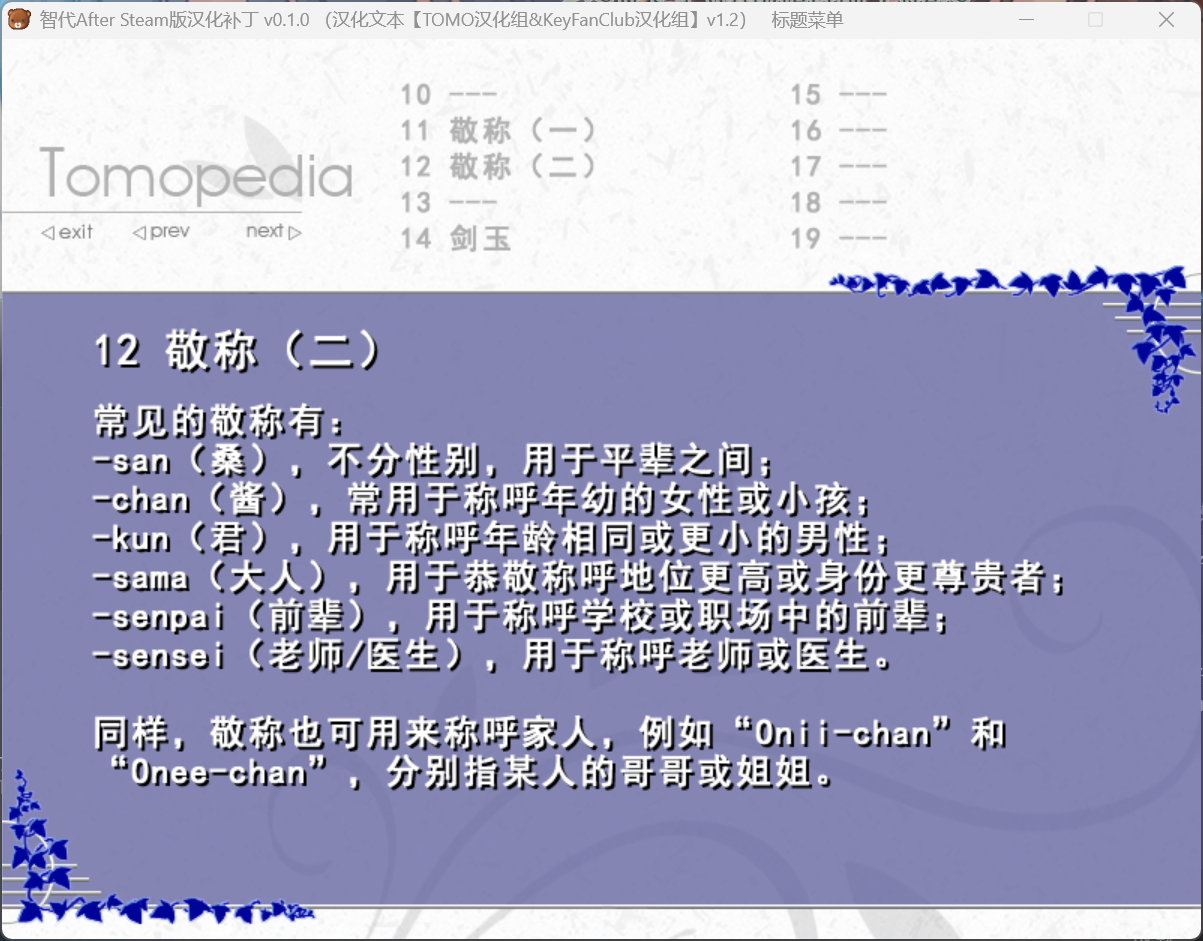 智代After Steam版汉化补丁 v0.1.0 （汉化文本【TOMO汉化组&KeyFanClub汉化组】v1.2） 标题菜单
Tomopedia
◁exit ◁prev next▷
10 ---
11 敬称（一）
12 敬称（二）
13 ---
14 剑玉
15 ---
16 ---
17 ---
18 ---
19 ---
12 敬称（二）
常见的敬称有：
-san（桑），不分性别，用于平辈之间；
-chan（酱），常用于称呼年幼的女性或小孩；
-kun（君），用于称呼年龄相同或更小的男性；
-sama（大人），用于恭敬称呼地位更高或身份更尊贵者；
-senpai（前辈），用于称呼学校或职场中的前辈；
-sensei（老师/医生），用于称呼老师或医生。
同样，敬称也可用来称呼家人，例如“Onii-chan”和
“Onee-chan”，分别指某人的哥哥或姐姐。